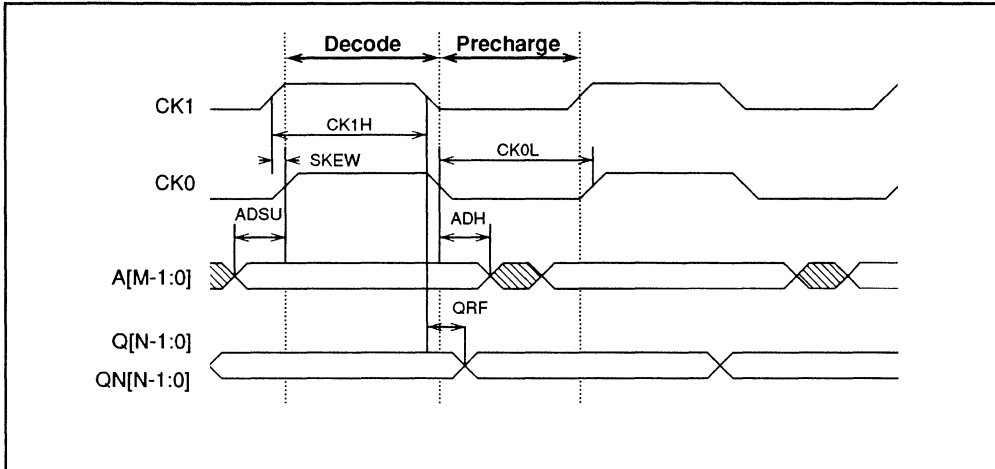 Decode Precharge
CK1
CK1H
CK0L
SKEW
CK0
ADSU
ADH
A[M-1:0]
QRF
Q[N-1:0]
QN[N-1:0]